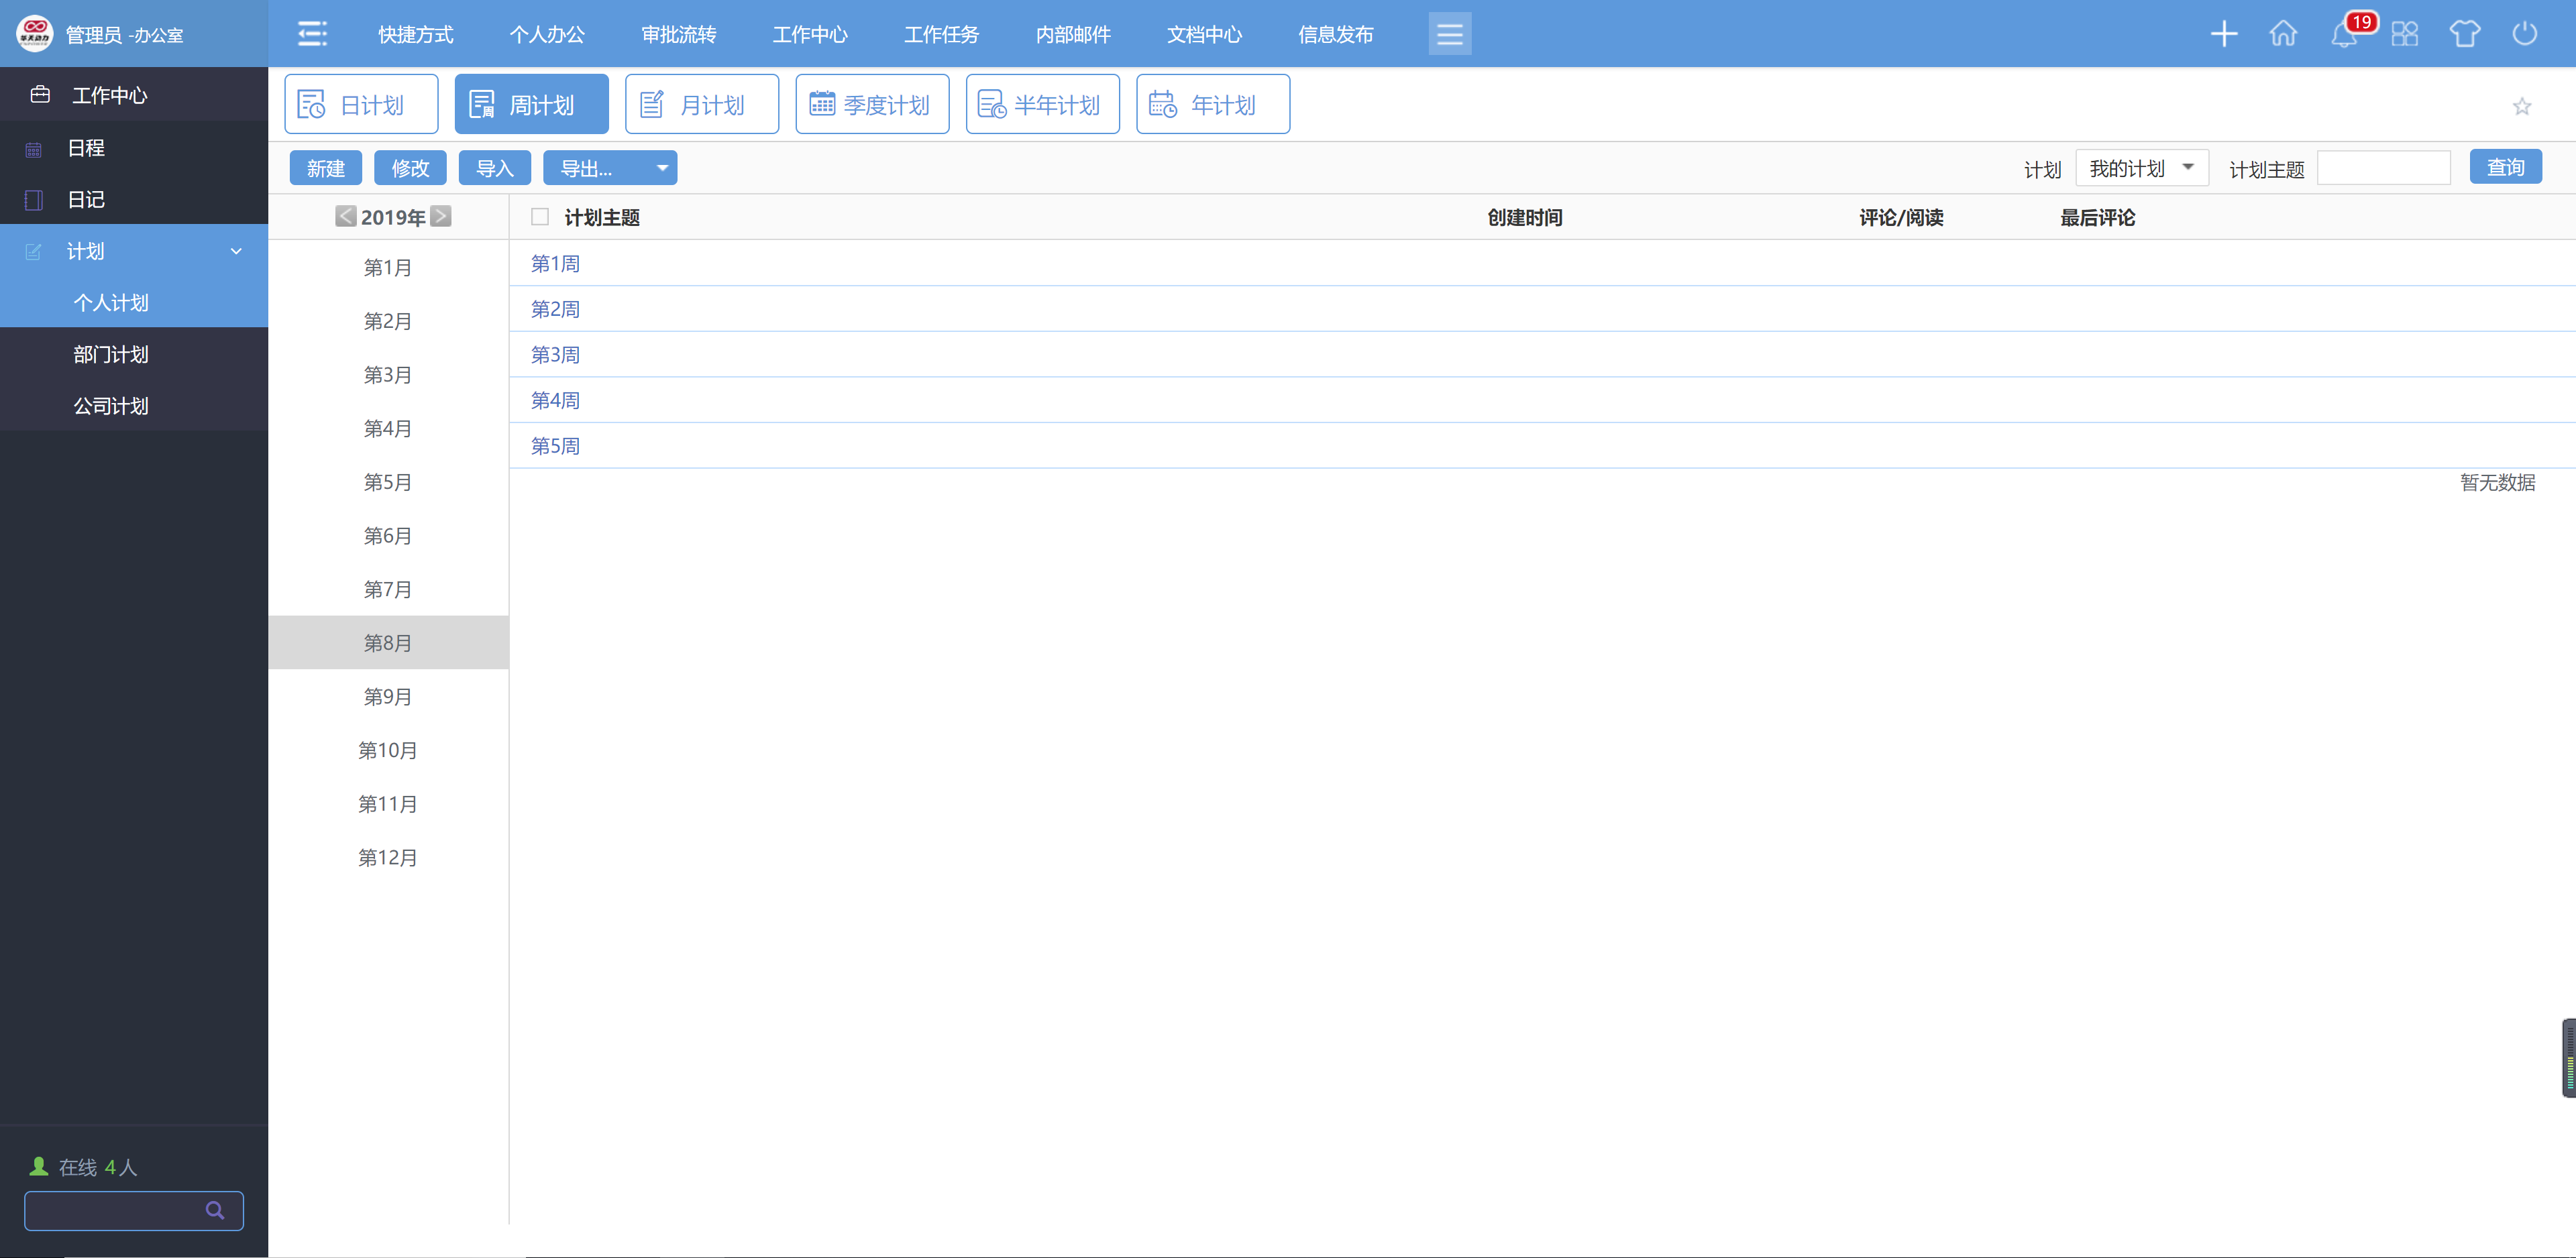 管理员 -办公室
快捷方式 个人办公 审批流转 工作中心 工作任务 内部邮件 文档中心 信息发布
19
工作中心
日程
日记
计划
个人计划
部门计划
公司计划
日计划 周计划 月计划 季度计划 半年计划 年计划
新建 修改 导入 导出...
计划 我的计划 计划主题 查询
2019年
计划主题 创建时间 评论/阅读 最后评论
第1月
第2月
第3月
第4月
第5月
第6月
第7月
第8月
第9月
第10月
第11月
第12月
第1周
第2周
第3周
第4周
第5周
暂无数据
在线 4人